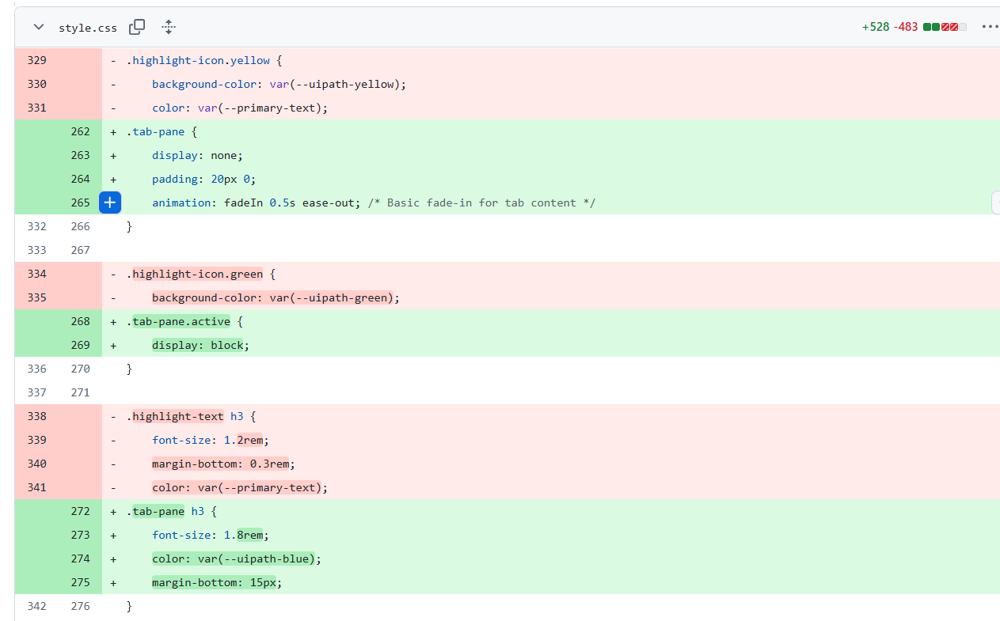 style.css +528 -483
329 - .highlight-icon.yellow {
330 - background-color: var(--uipath-yellow);
331 - color: var(--primary-text);
262 + .tab-pane {
263 + display: none;
264 + padding: 20px 0;
265 + animation: fadeIn 0.5s ease-out; /* Basic fade-in for tab content */
332 266 }
333 267
334 - .highlight-icon.green {
335 - background-color: var(--uipath-green);
268 + .tab-pane.active {
269 + display: block;
336 270 }
337 271
338 - .highlight-text h3 {
339 - font-size: 1.2rem;
340 - margin-bottom: 0.3rem;
341 - color: var(--primary-text);
272 + .tab-pane h3 {
273 + font-size: 1.8rem;
274 + color: var(--uipath-blue);
275 + margin-bottom: 15px;
342 276 }